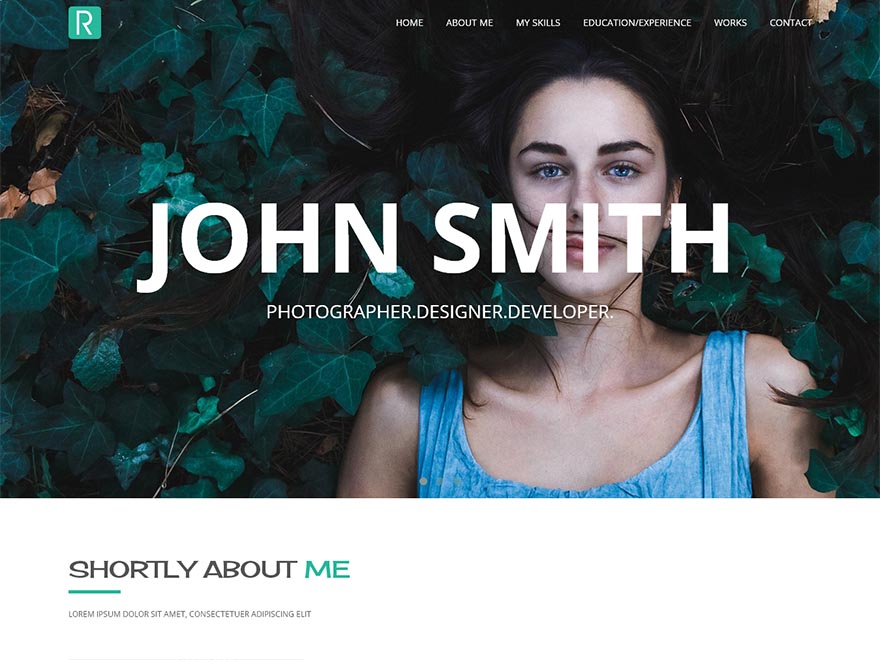 R
HOME ABOUT ME MY SKILLS EDUCATION/EXPERIENCE WORKS CONTACT
JOHN SMITH
PHOTOGRAPHER.DESIGNER.DEVELOPER.
SHORTLY ABOUT ME
LOREM IPSUM DOLOR SIT AMET, CONSECTETUER ADIPISCING ELIT